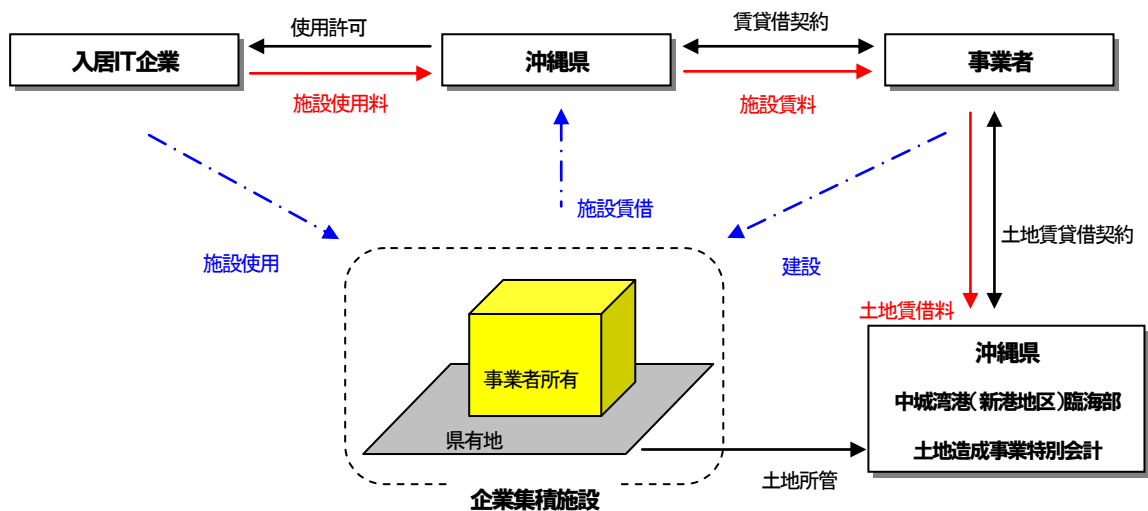 使用許可
賃貸借契約
入居IT企業
沖縄県
事業者
施設使用料
施設賃料
施設賃借
土地賃貸借契約
施設使用
建設
土地賃借料
事業者所有
県有地
沖縄県
中城湾港(新港地区)臨海部
土地造成事業特別会計
土地所管
企業集積施設